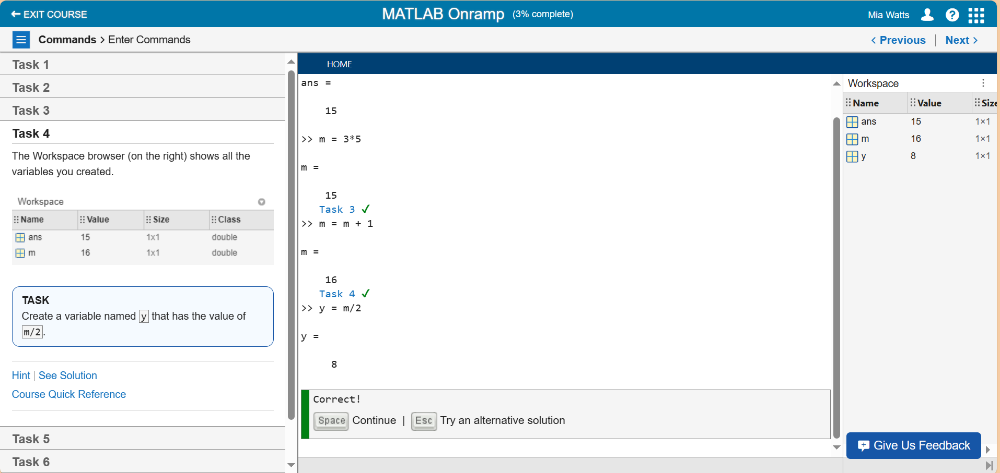 EXIT COURSE
MATLAB Onramp (3% complete)
Mia Watts
Commands > Enter Commands
< Previous | Next >
Task 1
Task 2
Task 3
Task 4
The Workspace browser (on the right) shows all the
variables you created.
Workspace
Name Value Size Class
ans 15 1x1 double
m 16 1x1 double
TASK
Create a variable named y that has the value of
m/2.
Hint | See Solution
Course Quick Reference
Task 5
Task 6
HOME
ans =
15
>> m = 3*5
m =
15
Task 3 ✓
>> m = m + 1
m =
16
Task 4 ✓
>> y = m/2
y =
8
Correct!
Space Continue | Esc Try an alternative solution
Workspace
Name Value Size
ans 15 1×1
m 16 1×1
y 8 1×1
Give Us Feedback